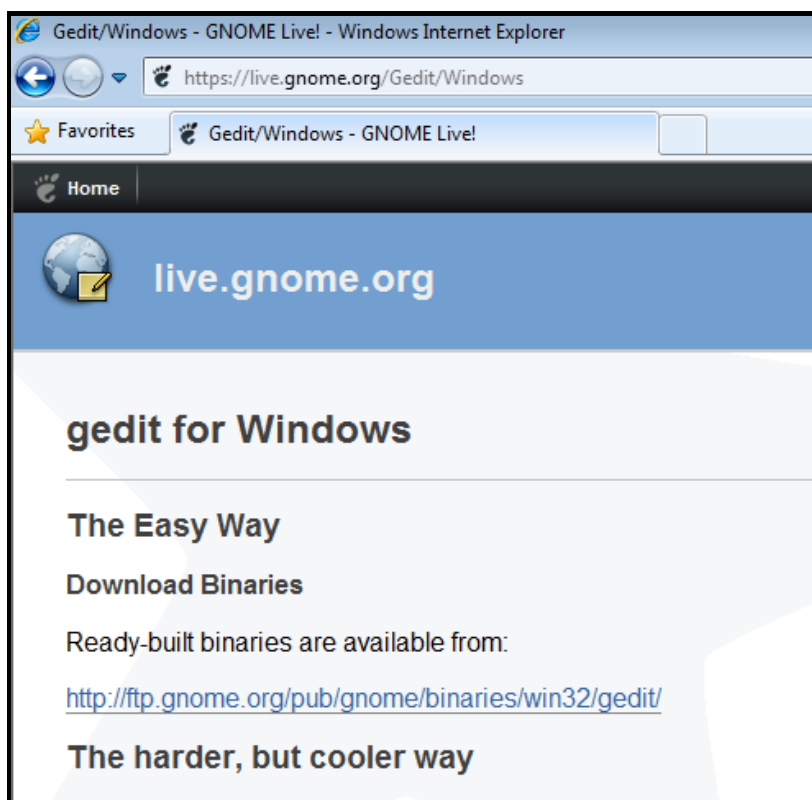 Gedit/Windows - GNOME Live! - Windows Internet Explorer
https://live.gnome.org/Gedit/Windows
Favorites
Gedit/Windows - GNOME Live!
Home
live.gnome.org
gedit for Windows
The Easy Way
Download Binaries
Ready-built binaries are available from:
http://ftp.gnome.org/pub/gnome/binaries/win32/gedit/
The harder, but cooler way